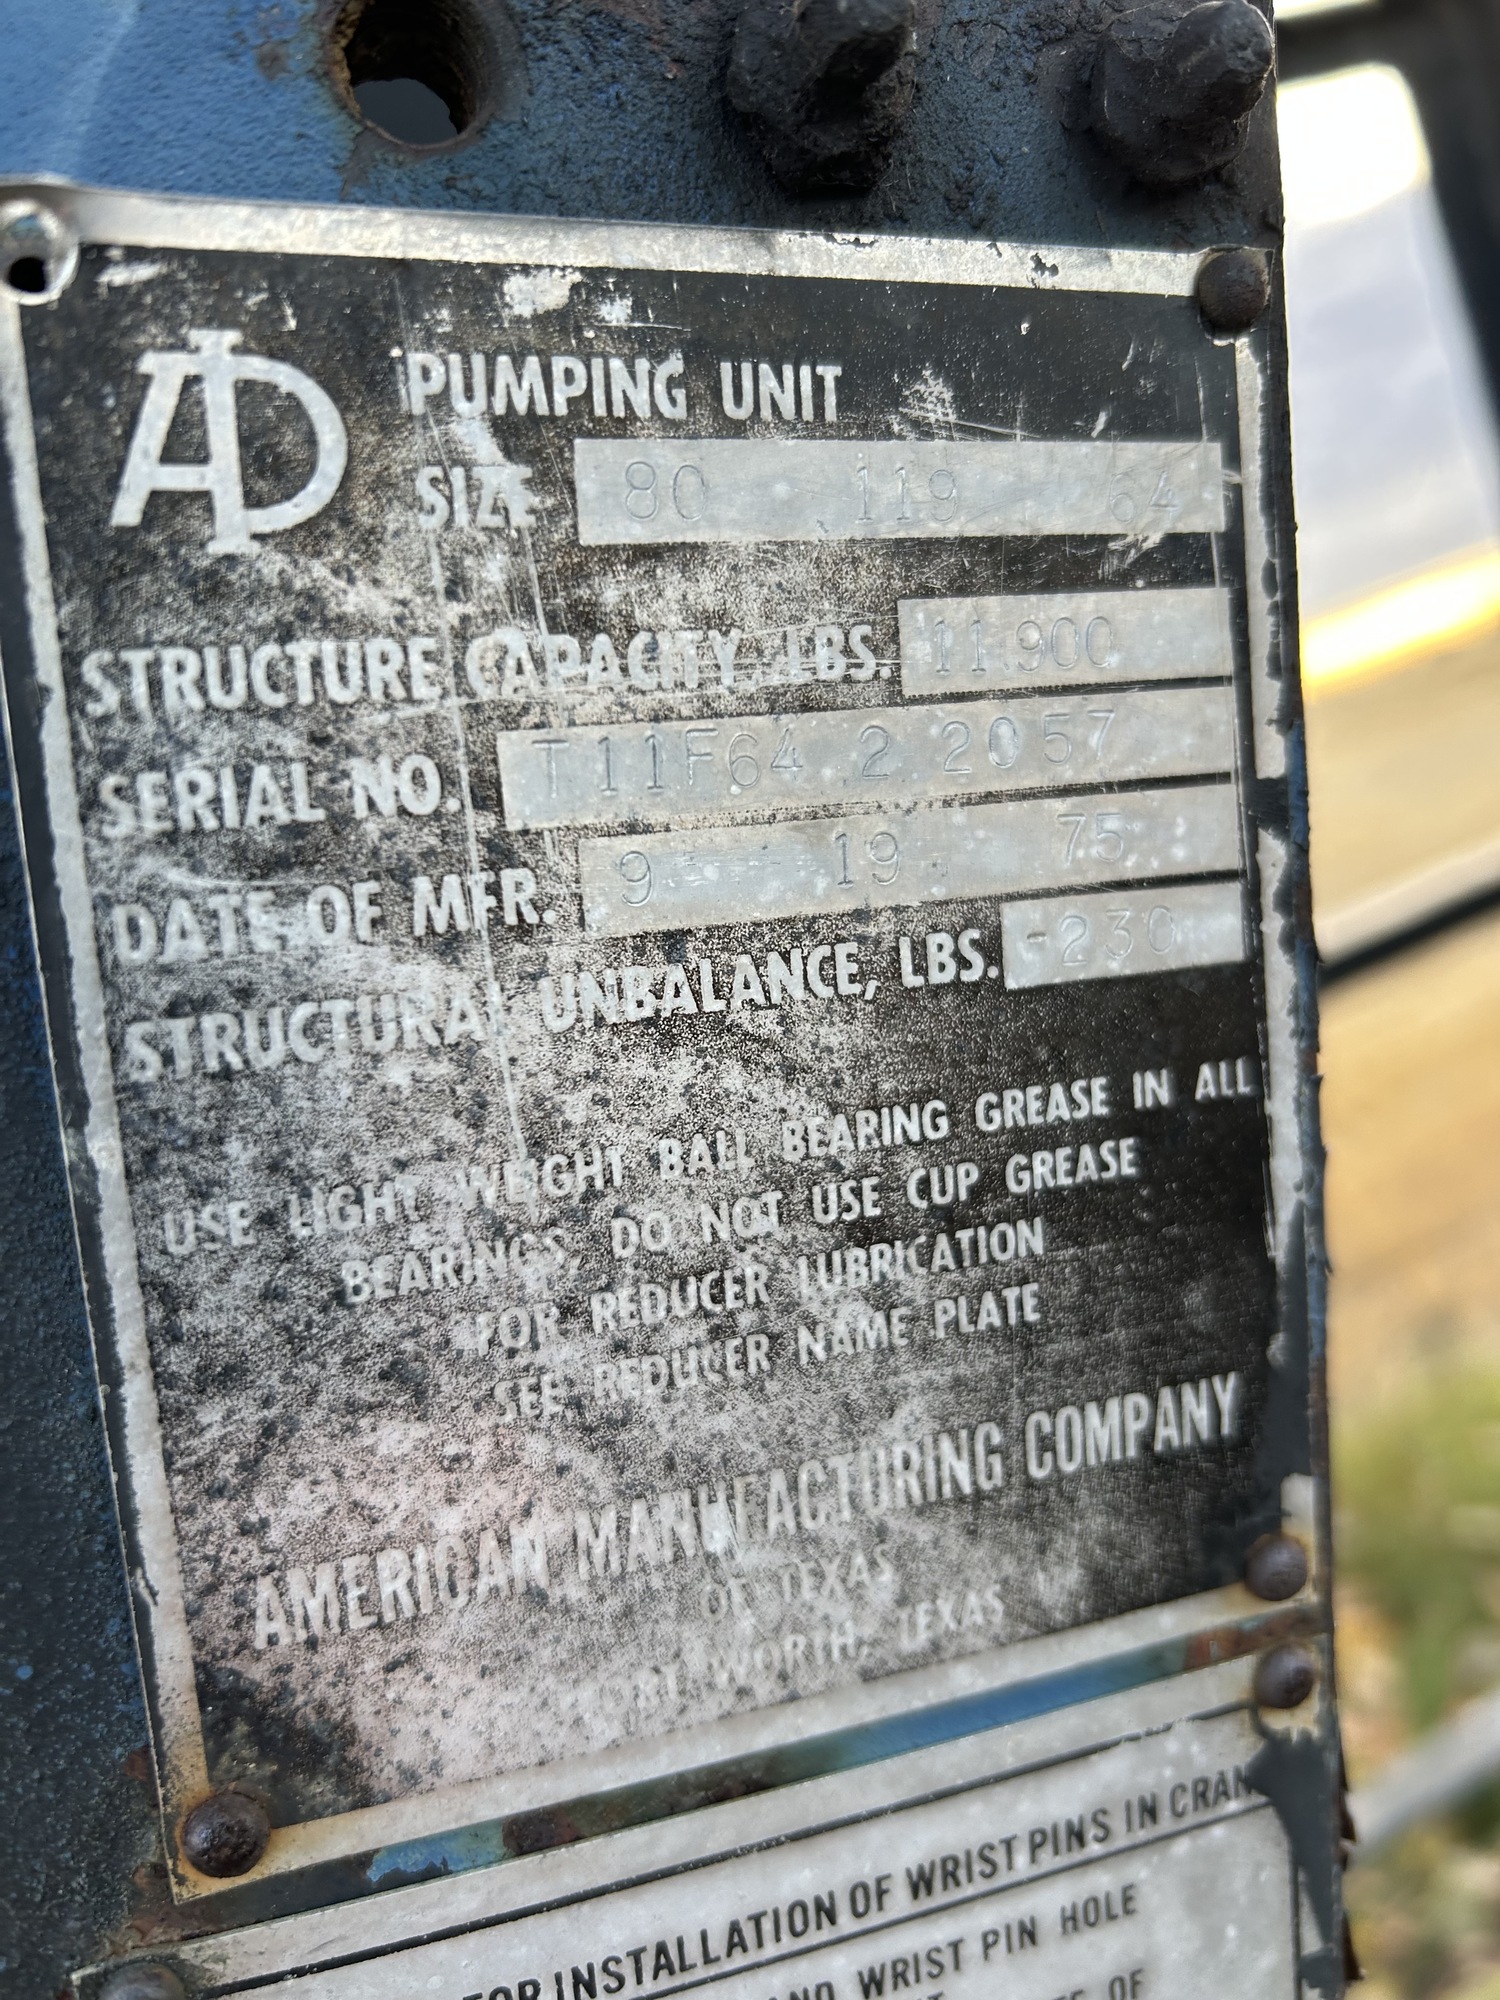 AD
PUMPING UNIT
SIZE 80 119 64
STRUCTURE CAPACITY, LBS. 11,900
SERIAL NO. T11F64 2 2057
DATE OF MFR. 9 - 19 - 75
STRUCTURAL UNBALANCE, LBS. -230
USE LIGHT WEIGHT BALL BEARING GREASE IN ALL
BEARINGS, DO NOT USE CUP GREASE
FOR REDUCER LUBRICATION
SEE REDUCER NAME PLATE
AMERICAN MANUFACTURING COMPANY
OF TEXAS
FORT WORTH, TEXAS
FOR INSTALLATION OF WRIST PINS IN CRAN
AND WRIST PIN HOLE
OF